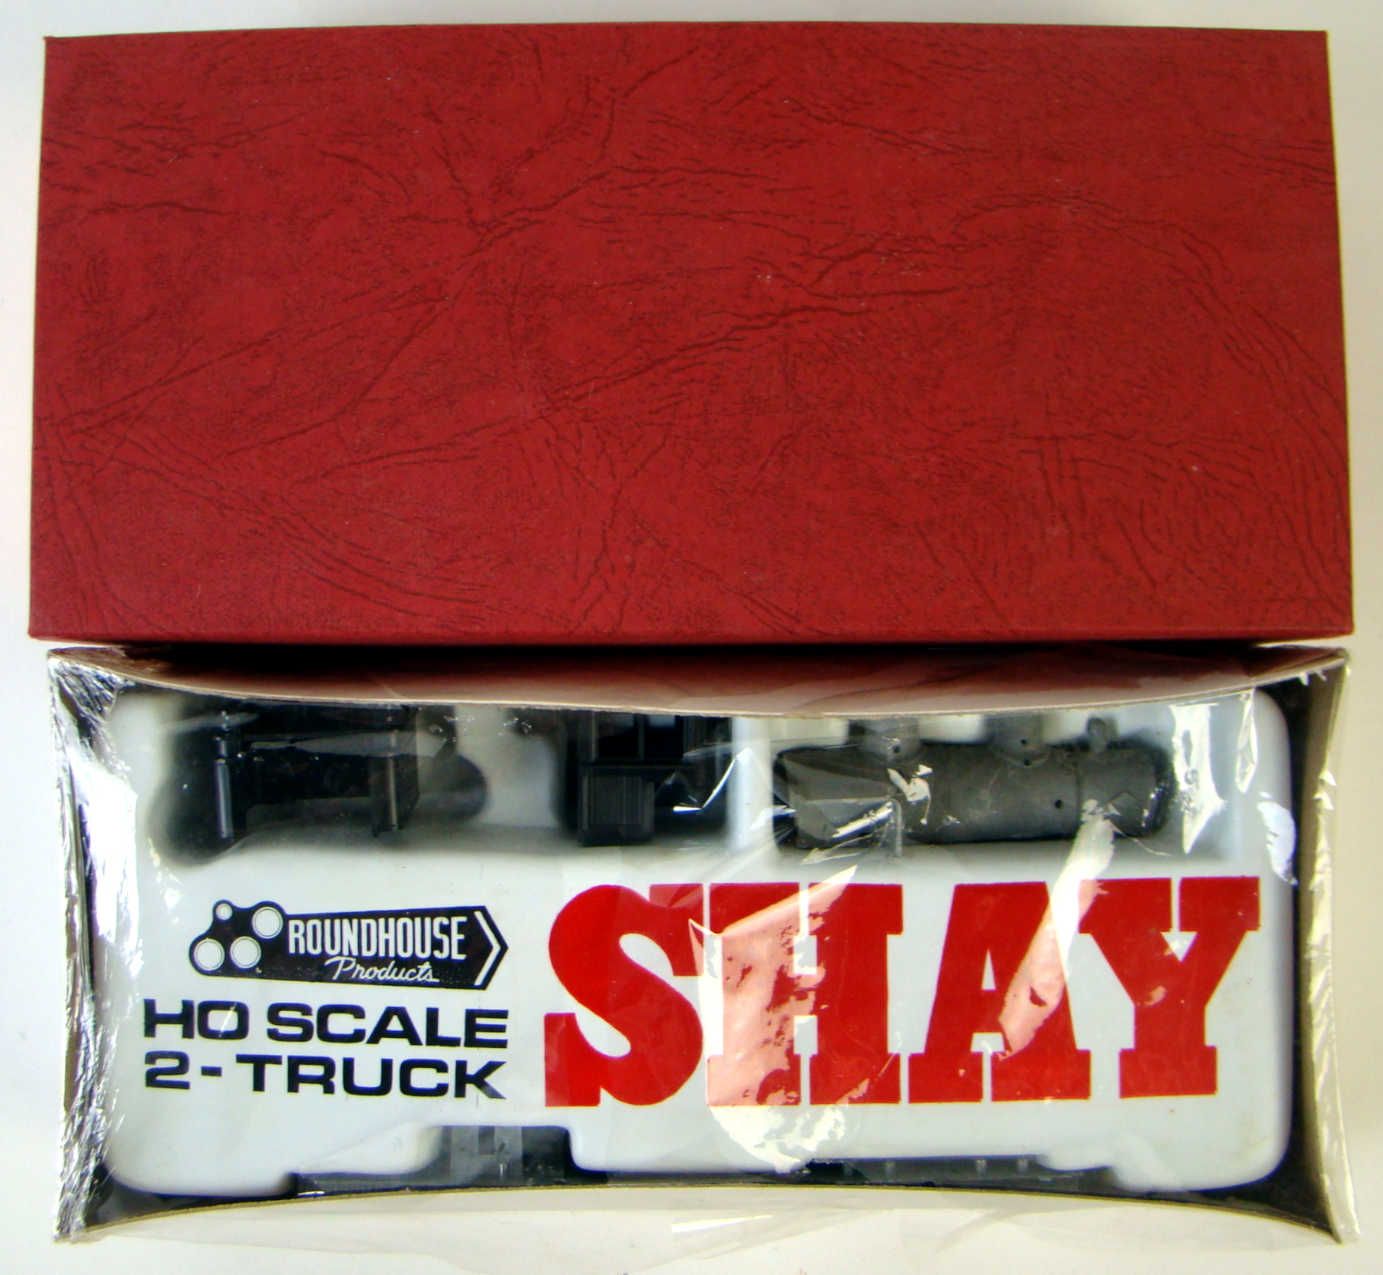 ROUNDHOUSE
Products
HO SCALE
2-TRUCK
SHAY